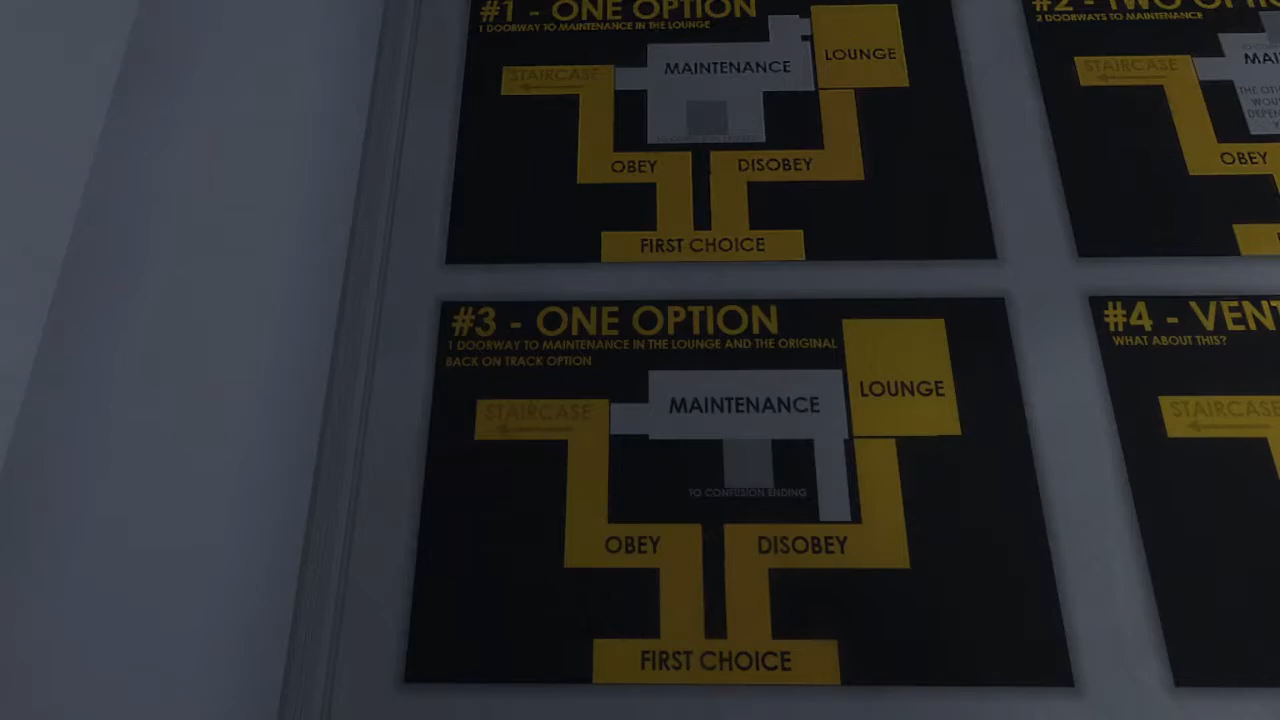 #1 - ONE OPTION
1 DOORWAY TO MAINTENANCE IN THE LOUNGE
LOUNGE
MAINTENANCE
STAIRCASE
OBEY
DISOBEY
FIRST CHOICE
#2 - TWO
2 DOORWAYS TO MAINTENANCE
STAIRCASE
OBEY
#3 - ONE OPTION
1 DOORWAY TO MAINTENANCE IN THE LOUNGE AND THE ORIGINAL
BACK ON TRACK OPTION
LOUNGE
MAINTENANCE
STAIRCASE
TO CONFUSION ENDING
OBEY
DISOBEY
FIRST CHOICE
#4 - VENT
WHAT ABOUT THIS?
STAIRCASE